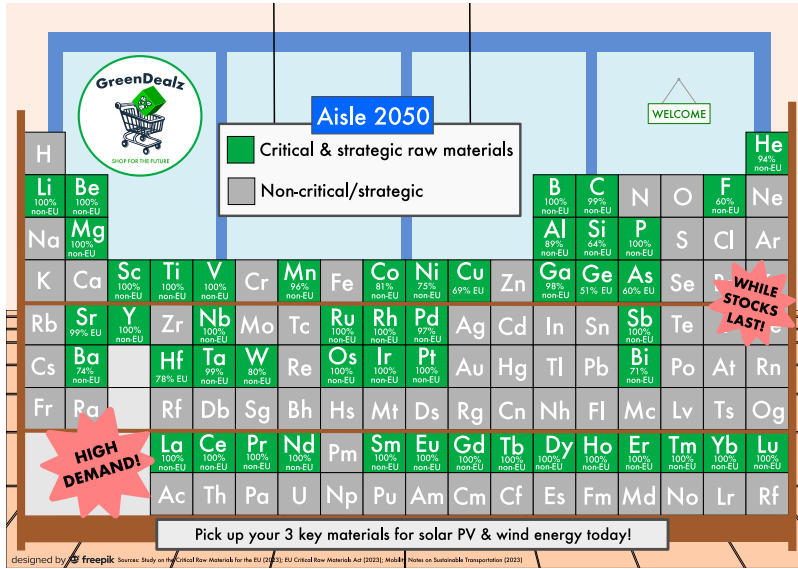 GreenDealz
SHOP FOR THE FUTURE
Aisle 2050
Critical & strategic raw materials
Non-critical/strategic
WELCOME
H
He
94%
non-EU
Li
100%
non-EU
Be
100%
non-EU
B
100%
non-EU
C
99%
non-EU
N
O
F
60%
non-EU
Ne
Na
Mg
100%
non-EU
Al
89%
non-EU
Si
64%
non-EU
P
100%
non-EU
S
Cl
Ar
K
Ca
Sc
100%
non-EU
Ti
100%
non-EU
V
100%
non-EU
Cr
Mn
96%
non-EU
Fe
Co
81%
non-EU
Ni
75%
non-EU
Cu
69% EU
Zn
Ga
98%
non-EU
Ge
51% EU
As
60% EU
Se
WHILE
STOCKS
LAST!
Rb
Sr
99% EU
Y
100%
non-EU
Zr
Nb
100%
non-EU
Mo
Tc
Ru
100%
non-EU
Rh
100%
non-EU
Pd
97%
non-EU
Ag
Cd
In
Sn
Sb
100%
non-EU
Te
Cs
Ba
74%
non-EU
Hf
78% EU
Ta
99%
non-EU
W
80%
non-EU
Re
Os
100%
non-EU
Ir
100%
non-EU
Pt
100%
non-EU
Au
Hg
Tl
Pb
Bi
71%
non-EU
Po
At
Rn
Fr
Ra
Rf
Db
Sg
Bh
Hs
Mt
Ds
Rg
Cn
Nh
Fl
Mc
Lv
Ts
Og
HIGH
DEMAND!
La
100%
non-EU
Ce
100%
non-EU
Pr
100%
non-EU
Nd
100%
non-EU
Pm
Sm
100%
non-EU
Eu
100%
non-EU
Gd
100%
non-EU
Tb
100%
non-EU
Dy
100%
non-EU
Ho
100%
non-EU
Er
100%
non-EU
Tm
100%
non-EU
Yb
100%
non-EU
Lu
100%
non-EU
Ac
Th
Pa
U
Np
Pu
Am
Cm
Cf
Es
Fm
Md
No
Lr
Rf
Pick up your 3 key materials for solar PV & wind energy today!
designed by freepik Sources: Study on the Critical Raw Materials for the EU (2023); EU Critical Raw Materials Act (2023); Mobility Notes on Sustainable Transportation (2023)